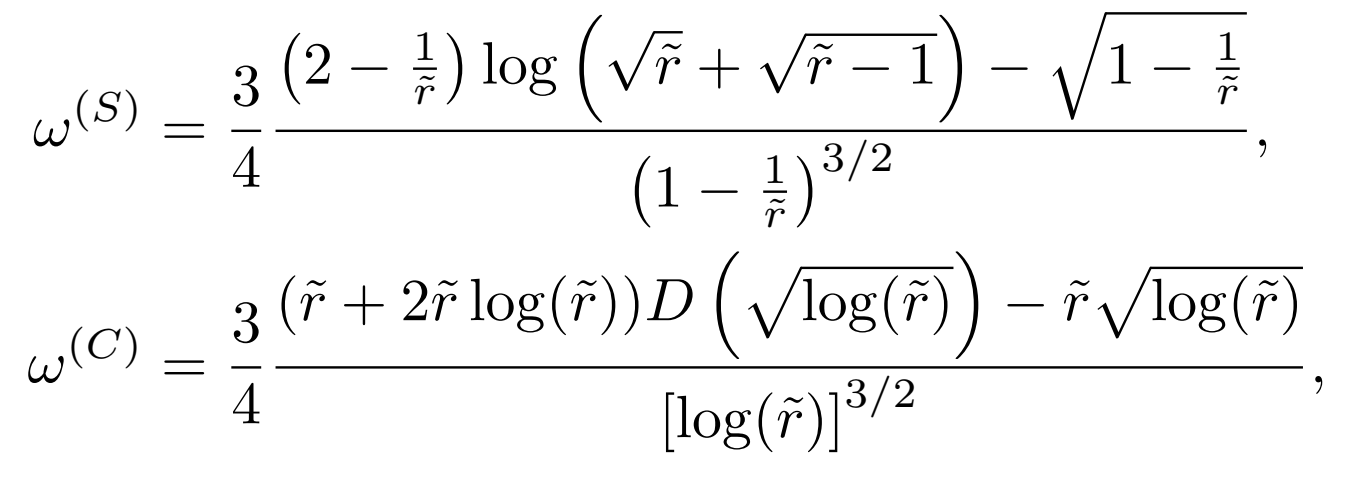 \omega^{(S)} = \frac{3}{4} \frac{\left(2 - \frac{1}{\tilde{r}}\right) \log\left(\sqrt{\tilde{r}} + \sqrt{\tilde{r} - 1}\right) - \sqrt{1 - \frac{1}{\tilde{r}}}}{\left(1 - \frac{1}{\tilde{r}}\right)^{3/2}},
\omega^{(C)} = \frac{3}{4} \frac{(\tilde{r} + 2\tilde{r}\log(\tilde{r})) D\left(\sqrt{\log(\tilde{r})}\right) - \tilde{r}\sqrt{\log(\tilde{r})}}{[\log(\tilde{r})]^{3/2}},